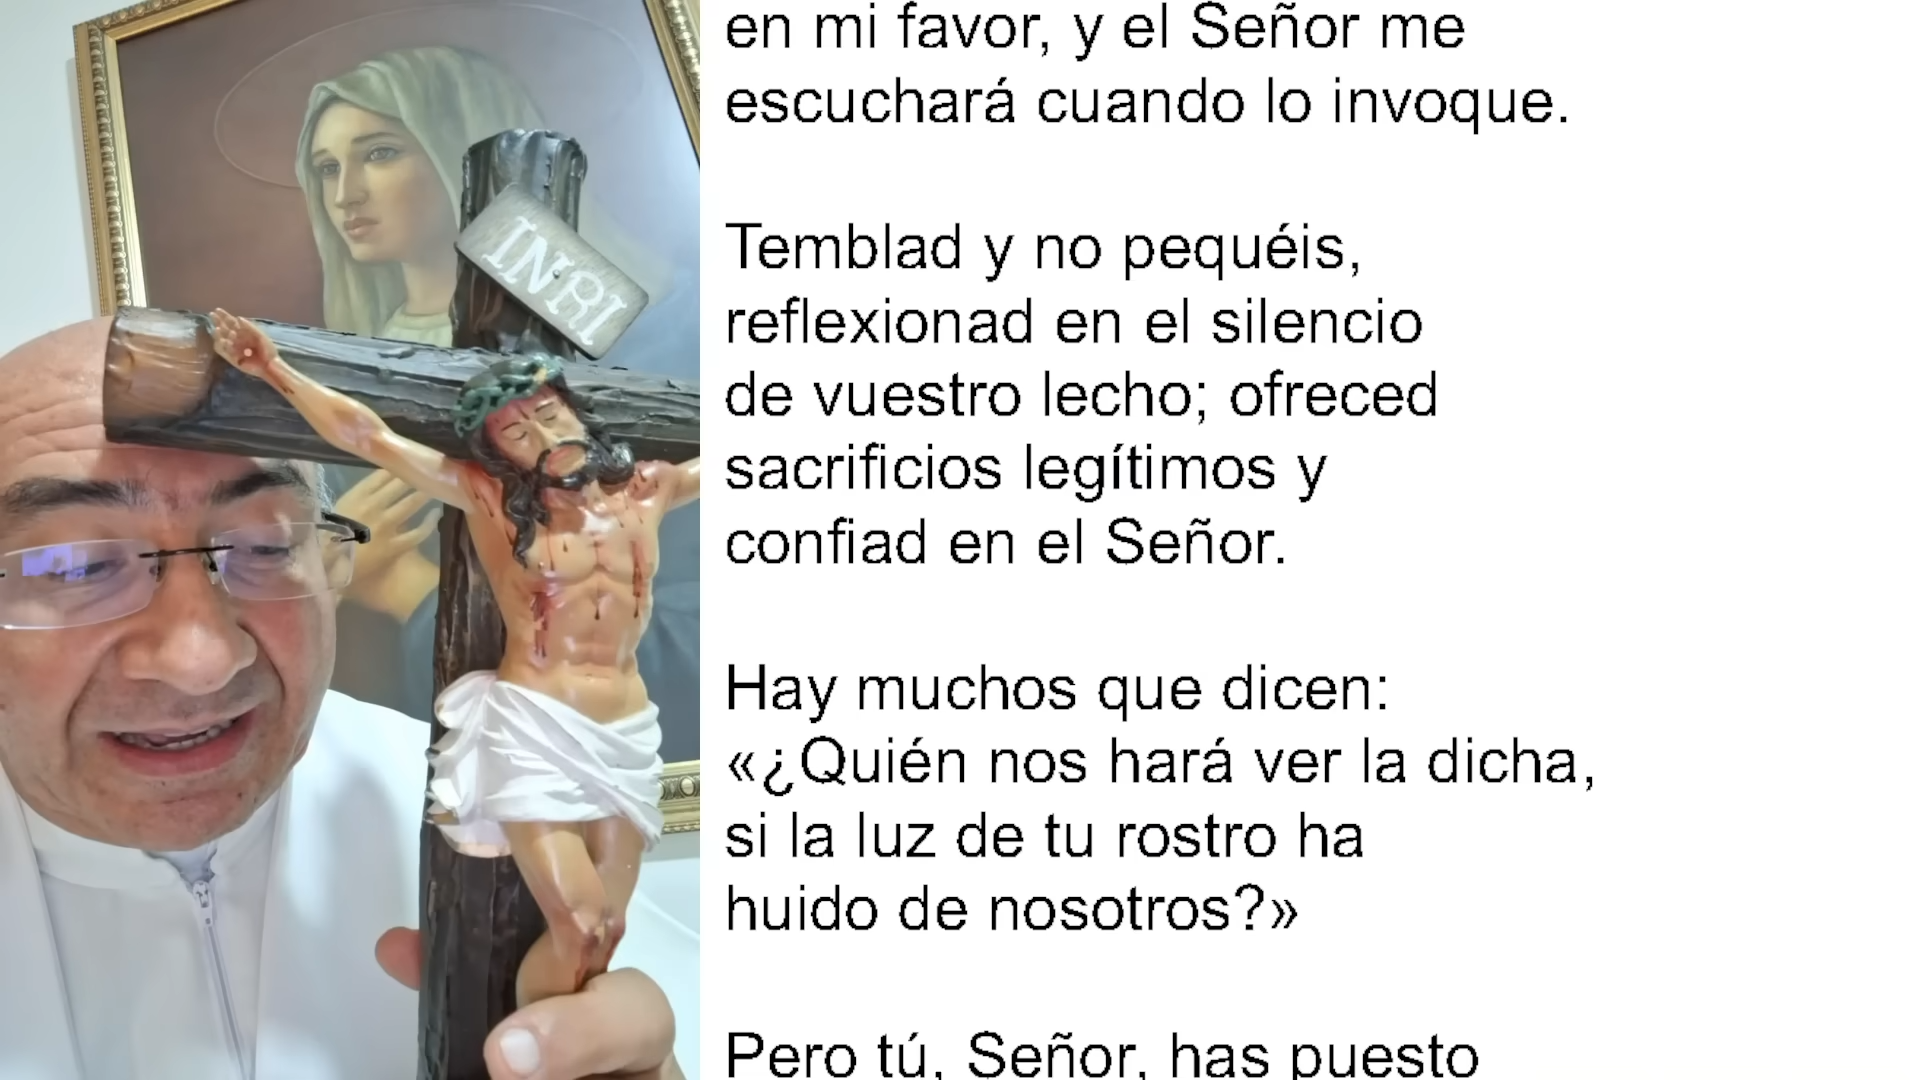 INRI
en mi favor, y el Señor me
escuchará cuando lo invoque.
Temblad y no pequéis,
reflexionad en el silencio
de vuestro lecho; ofreced
sacrificios legítimos y
confiad en el Señor.
Hay muchos que dicen:
«¿Quién nos hará ver la dicha,
si la luz de tu rostro ha
huido de nosotros?»
Pero tú, Señor, has puesto